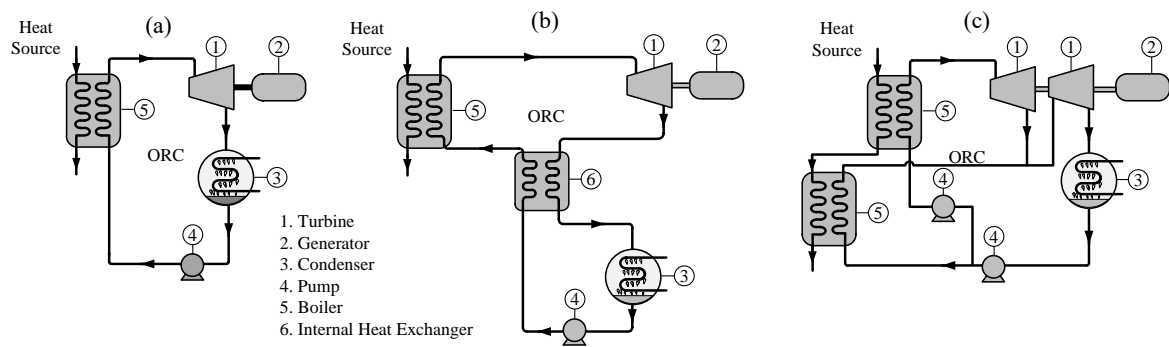 (a)
Heat
Source
1
2
5
ORC
3
4
1. Turbine
2. Generator
3. Condenser
4. Pump
5. Boiler
6. Internal Heat Exchanger
(b)
Heat
Source
1
2
5
ORC
6
3
4
(c)
Heat
Source
1
1
2
5
ORC
4
3
5
4